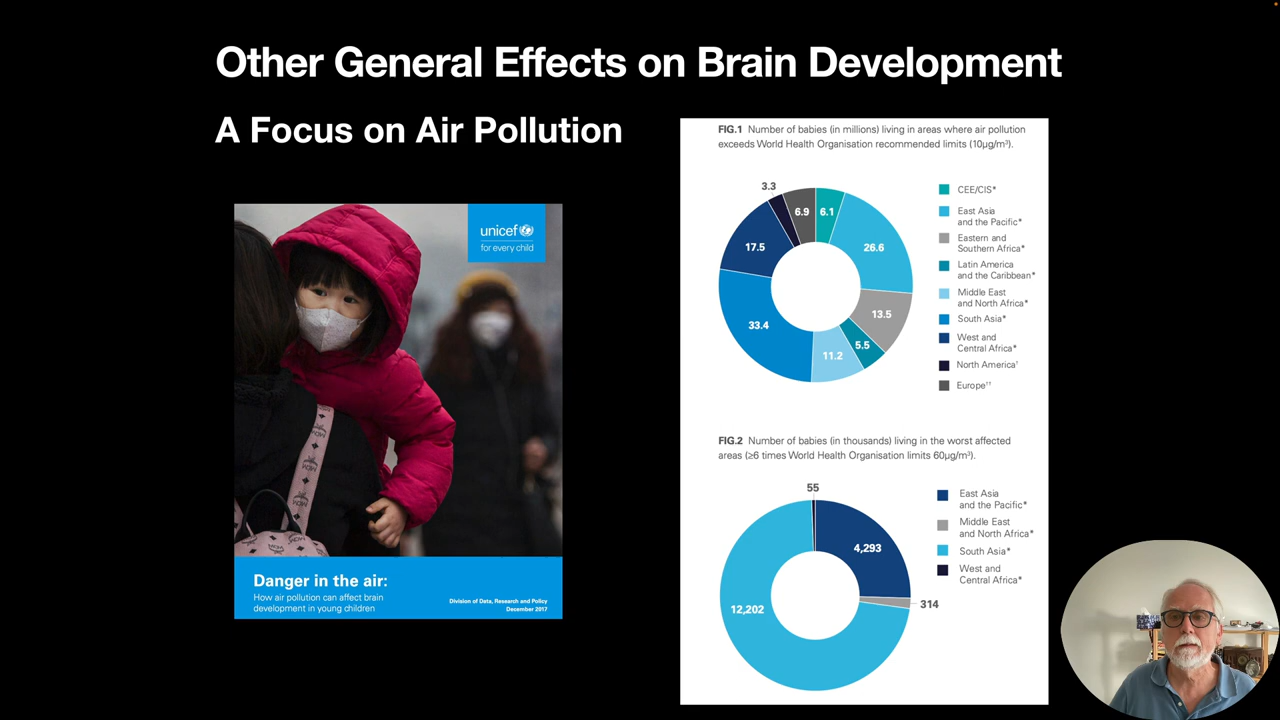 Other General Effects on Brain Development
A Focus on Air Pollution
unicef
for every child
Danger in the air:
How air pollution can affect brain
development in young children
Division of Data, Research and Policy
December 2017
FIG.1 Number of babies (in millions) living in areas where air pollution
exceeds World Health Organisation recommended limits (10µg/m³).
3.3
6.9
6.1
17.5
26.6
33.4
13.5
11.2
5.5
CEE/CIS*
East Asia
and the Pacific*
Eastern and
Southern Africa*
Latin America
and the Caribbean*
Middle East
and North Africa*
South Asia*
West and
Central Africa*
North America†
Europe††
FIG.2 Number of babies (in thousands) living in the worst affected
areas (≥6 times World Health Organisation limits 60µg/m³).
55
4,293
12,202
314
East Asia
and the Pacific*
Middle East
and North Africa*
South Asia*
West and
Central Africa*